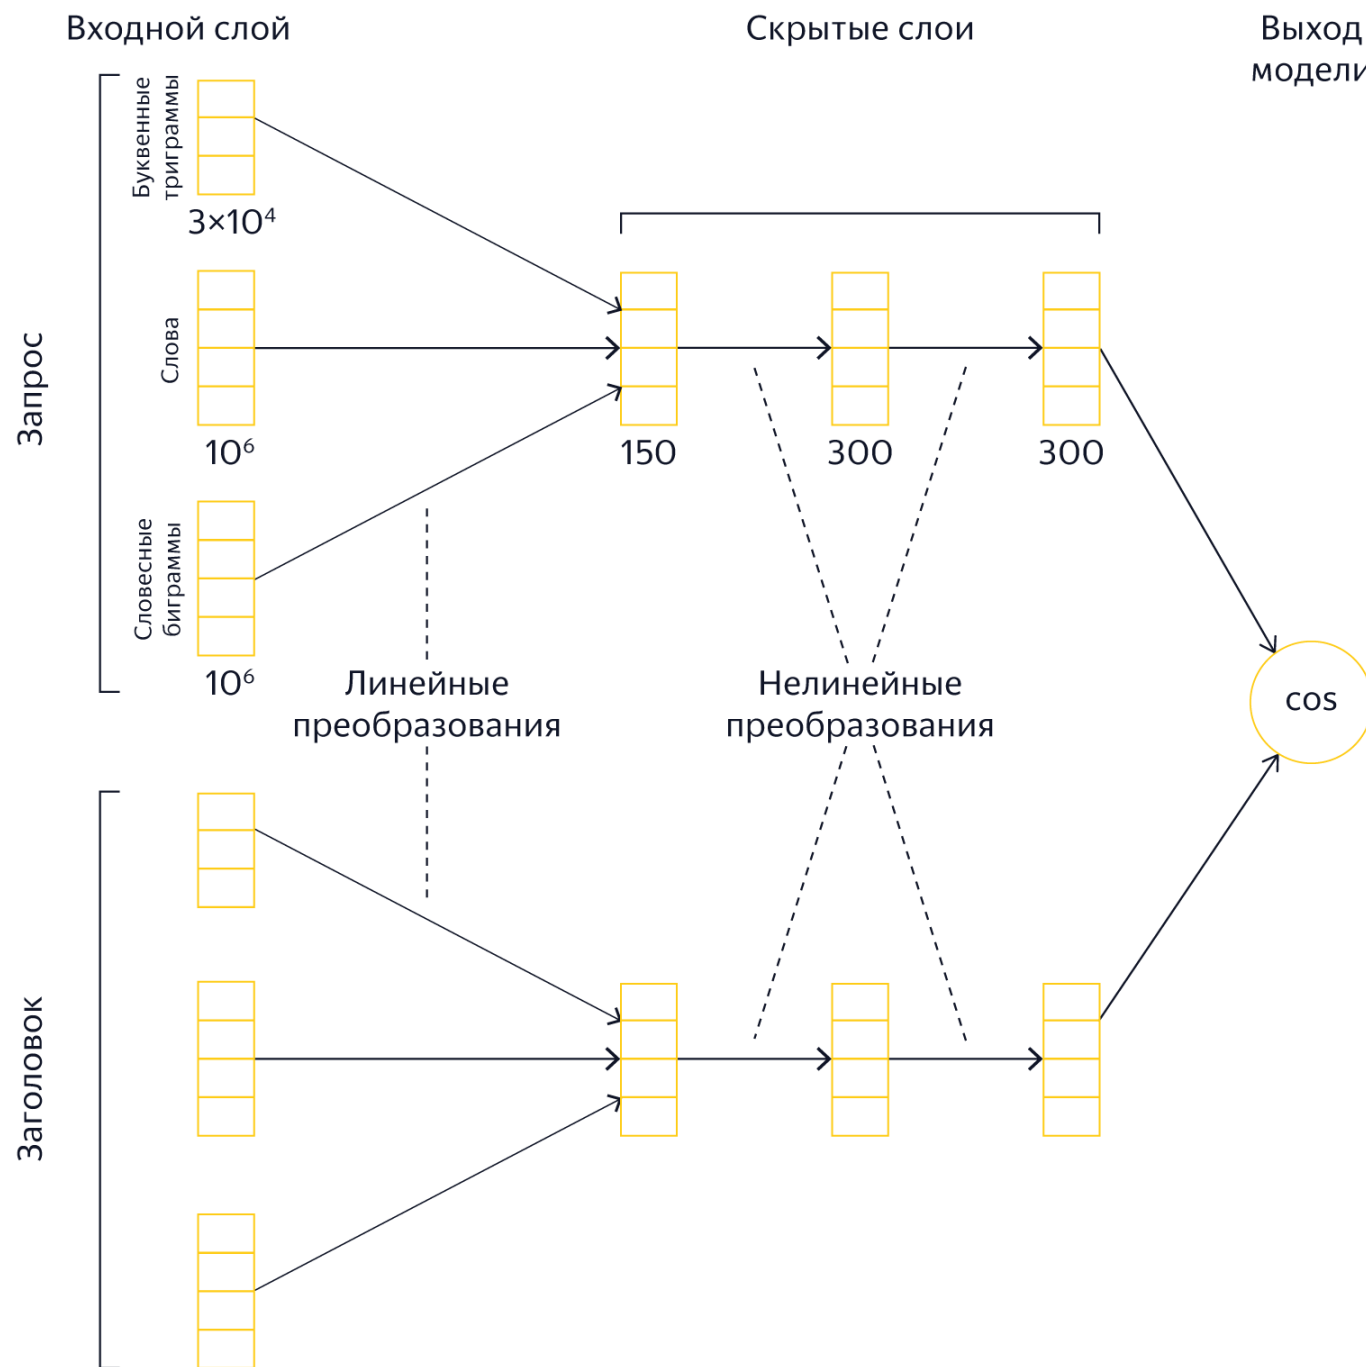 Входной слой
Скрытые слои
Выход
модели
Запрос
Буквенные
триграммы
3×10⁴
Слова
10⁶
Словесные
биграммы
10⁶
150
300
300
Линейные
преобразования
Нелинейные
преобразования
cos
Заголовок